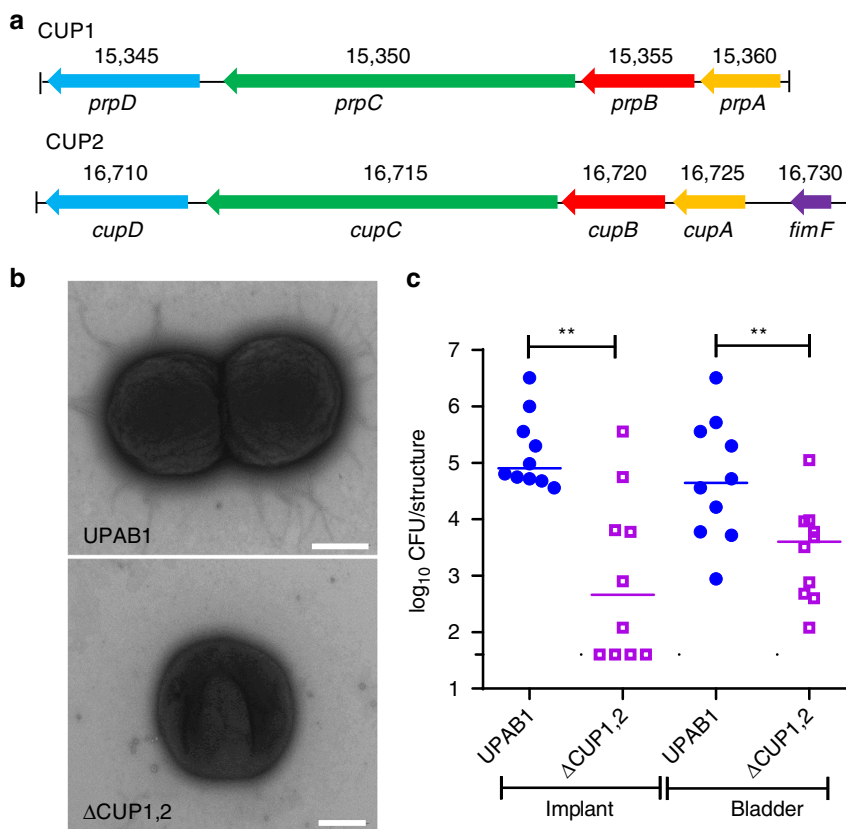 a
CUP1
15,345 15,350 15,355 15,360
prpD prpC prpB prpA
CUP2
16,710 16,715 16,720 16,725 16,730
cupD cupC cupB cupA fimF
b
UPAB1
ΔCUP1,2
c
** **
7
6
5
4
3
2
1
log₁₀ CFU/structure
UPAB1 ΔCUP1,2 UPAB1 ΔCUP1,2
Implant Bladder